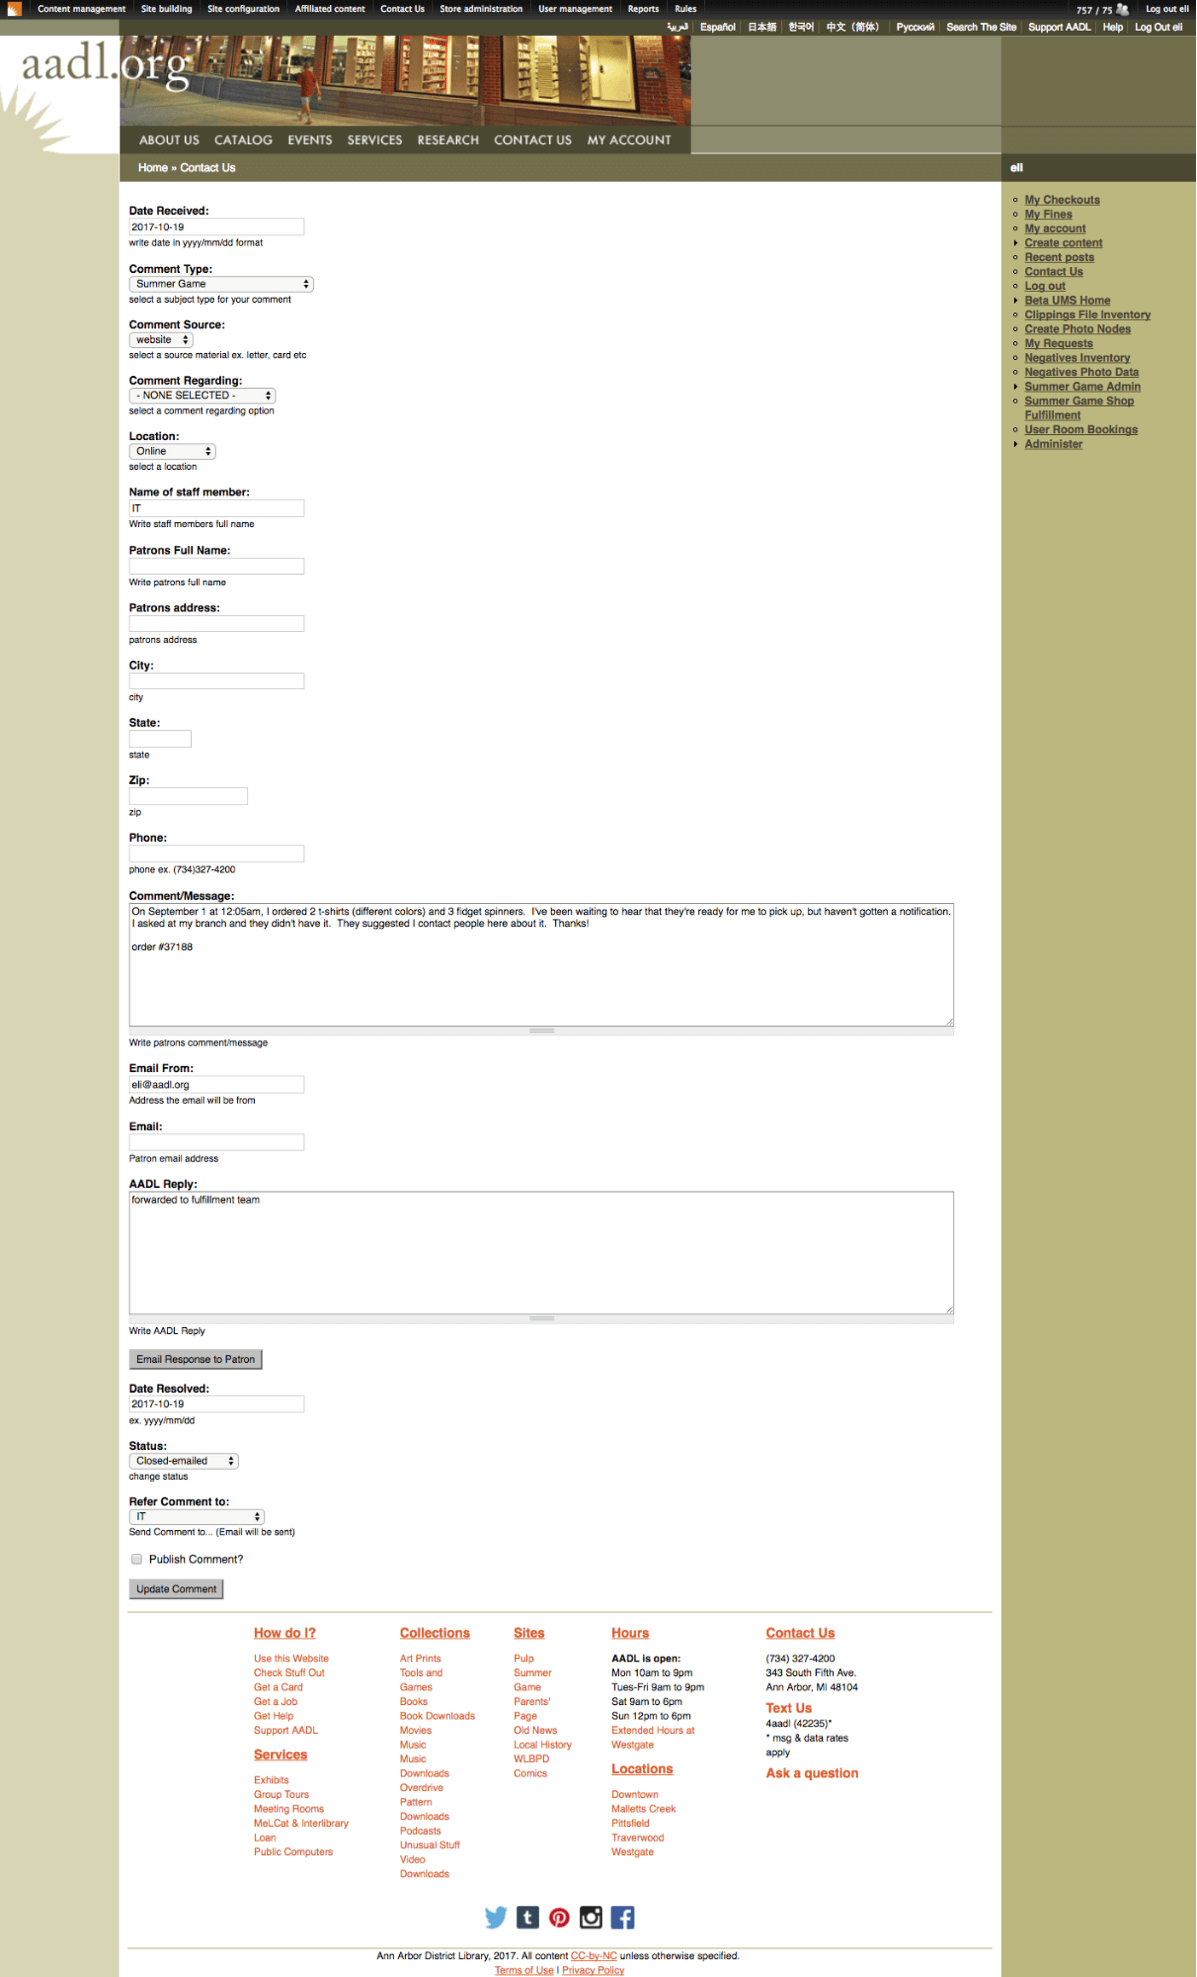 Content management Site building Site configuration Affiliated content Contact Us Store administration User management Reports Rules 757 / 75 Log out eli
العربية Español 日本語 한국어 中文 (简体) Русский Search The Site Support AADL Help Log Out eli
aadl.org
ABOUT US CATALOG EVENTS SERVICES RESEARCH CONTACT US MY ACCOUNT
Home » Contact Us
eli
My Checkouts
My Fines
My account
Create content
Recent posts
Contact Us
Log out
Beta UMS Home
Clippings File Inventory
Create Photo Nodes
My Requests
Negatives Inventory
Negatives Photo Data
Summer Game Admin
Summer Game Shop
Fulfillment
User Room Bookings
Administer
Date Received:
2017-10-19
write date in yyyy/mm/dd format
Comment Type:
Summer Game
select a subject type for your comment
Comment Source:
website
select a source material ex. letter, card etc
Comment Regarding:
- NONE SELECTED -
select a comment regarding option
Location:
Online
select a location
Name of staff member:
IT
Write staff members full name
Patrons Full Name:
Write patrons full name
Patrons address:
patrons address
City:
city
State:
state
Zip:
zip
Phone:
phone ex. (734)327-4200
Comment/Message:
On September 1 at 12:05am, I ordered 2 t-shirts (different colors) and 3 fidget spinners. I've been waiting to hear that they're ready for me to pick up, but haven't gotten a notification.
I asked at my branch and they didn't have it. They suggested I contact people here about it. Thanks!
order #37188
Write patrons comment/message
Email From:
eli@aadl.org
Address the email will be from
Email:
Patron email address
AADL Reply:
forwarded to fulfillment team
Write AADL Reply
Email Response to Patron
Date Resolved:
2017-10-19
ex. yyyy/mm/dd
Status:
Closed-emailed
change status
Refer Comment to:
IT
Send Comment to... (Email will be sent)
Publish Comment?
Update Comment
How do I?
Use this Website
Check Stuff Out
Get a Card
Get a Job
Get Help
Support AADL
Services
Exhibits
Group Tours
Meeting Rooms
MeLCat & Interlibrary
Loan
Public Computers
Collections
Art Prints
Tools and
Games
Books
Book Downloads
Movies
Music
Music
Downloads
Overdrive
Pattern
Downloads
Podcasts
Unusual Stuff
Video
Downloads
Sites
Pulp
Summer
Game
Parents'
Page
Old News
Local History
WLBPD
Comics
Hours
AADL is open:
Mon 10am to 9pm
Tues-Fri 9am to 9pm
Sat 9am to 6pm
Sun 12pm to 6pm
Extended Hours at
Westgate
Locations
Downtown
Malletts Creek
Pittsfield
Traverwood
Westgate
Contact Us
(734) 327-4200
343 South Fifth Ave.
Ann Arbor, MI 48104
Text Us
4aadl (42235)*
* msg & data rates
apply
Ask a question
Ann Arbor District Library, 2017. All content CC-by-NC unless otherwise specified.
Terms of Use | Privacy Policy